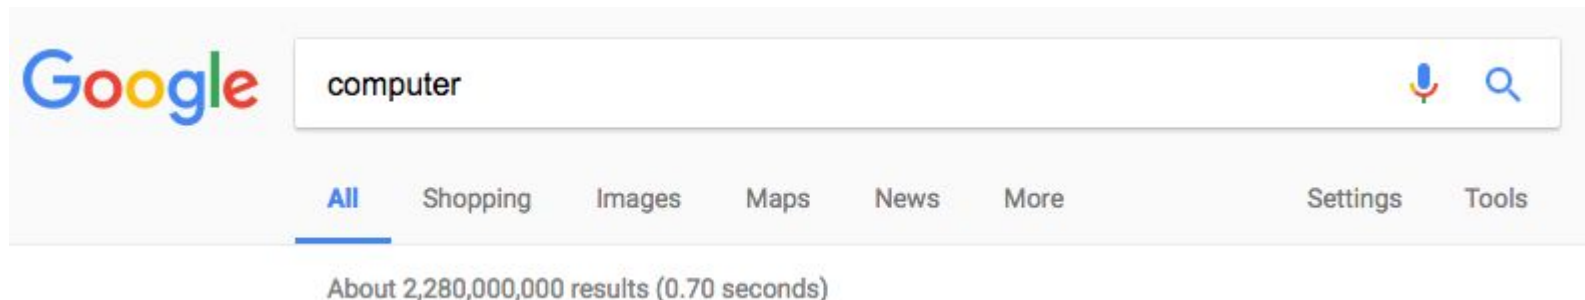 Google computer
All Shopping Images Maps News More Settings Tools
About 2,280,000,000 results (0.70 seconds)